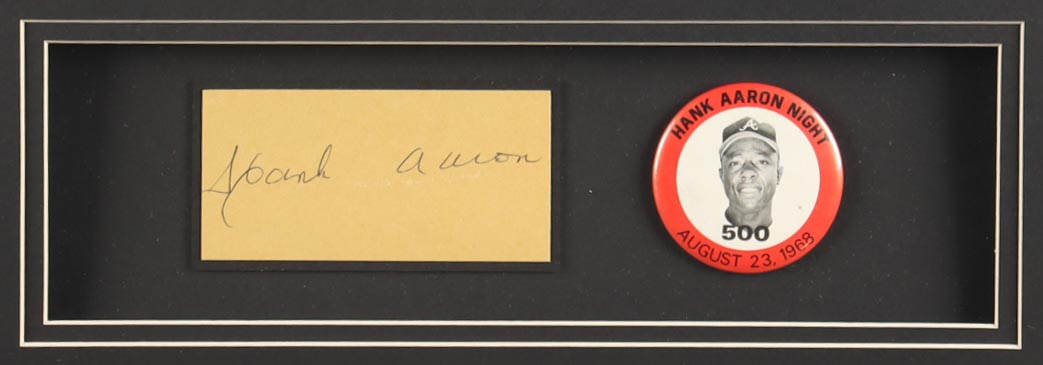 Hank Aaron
HANK AARON NIGHT
A
500
AUGUST 23, 1968